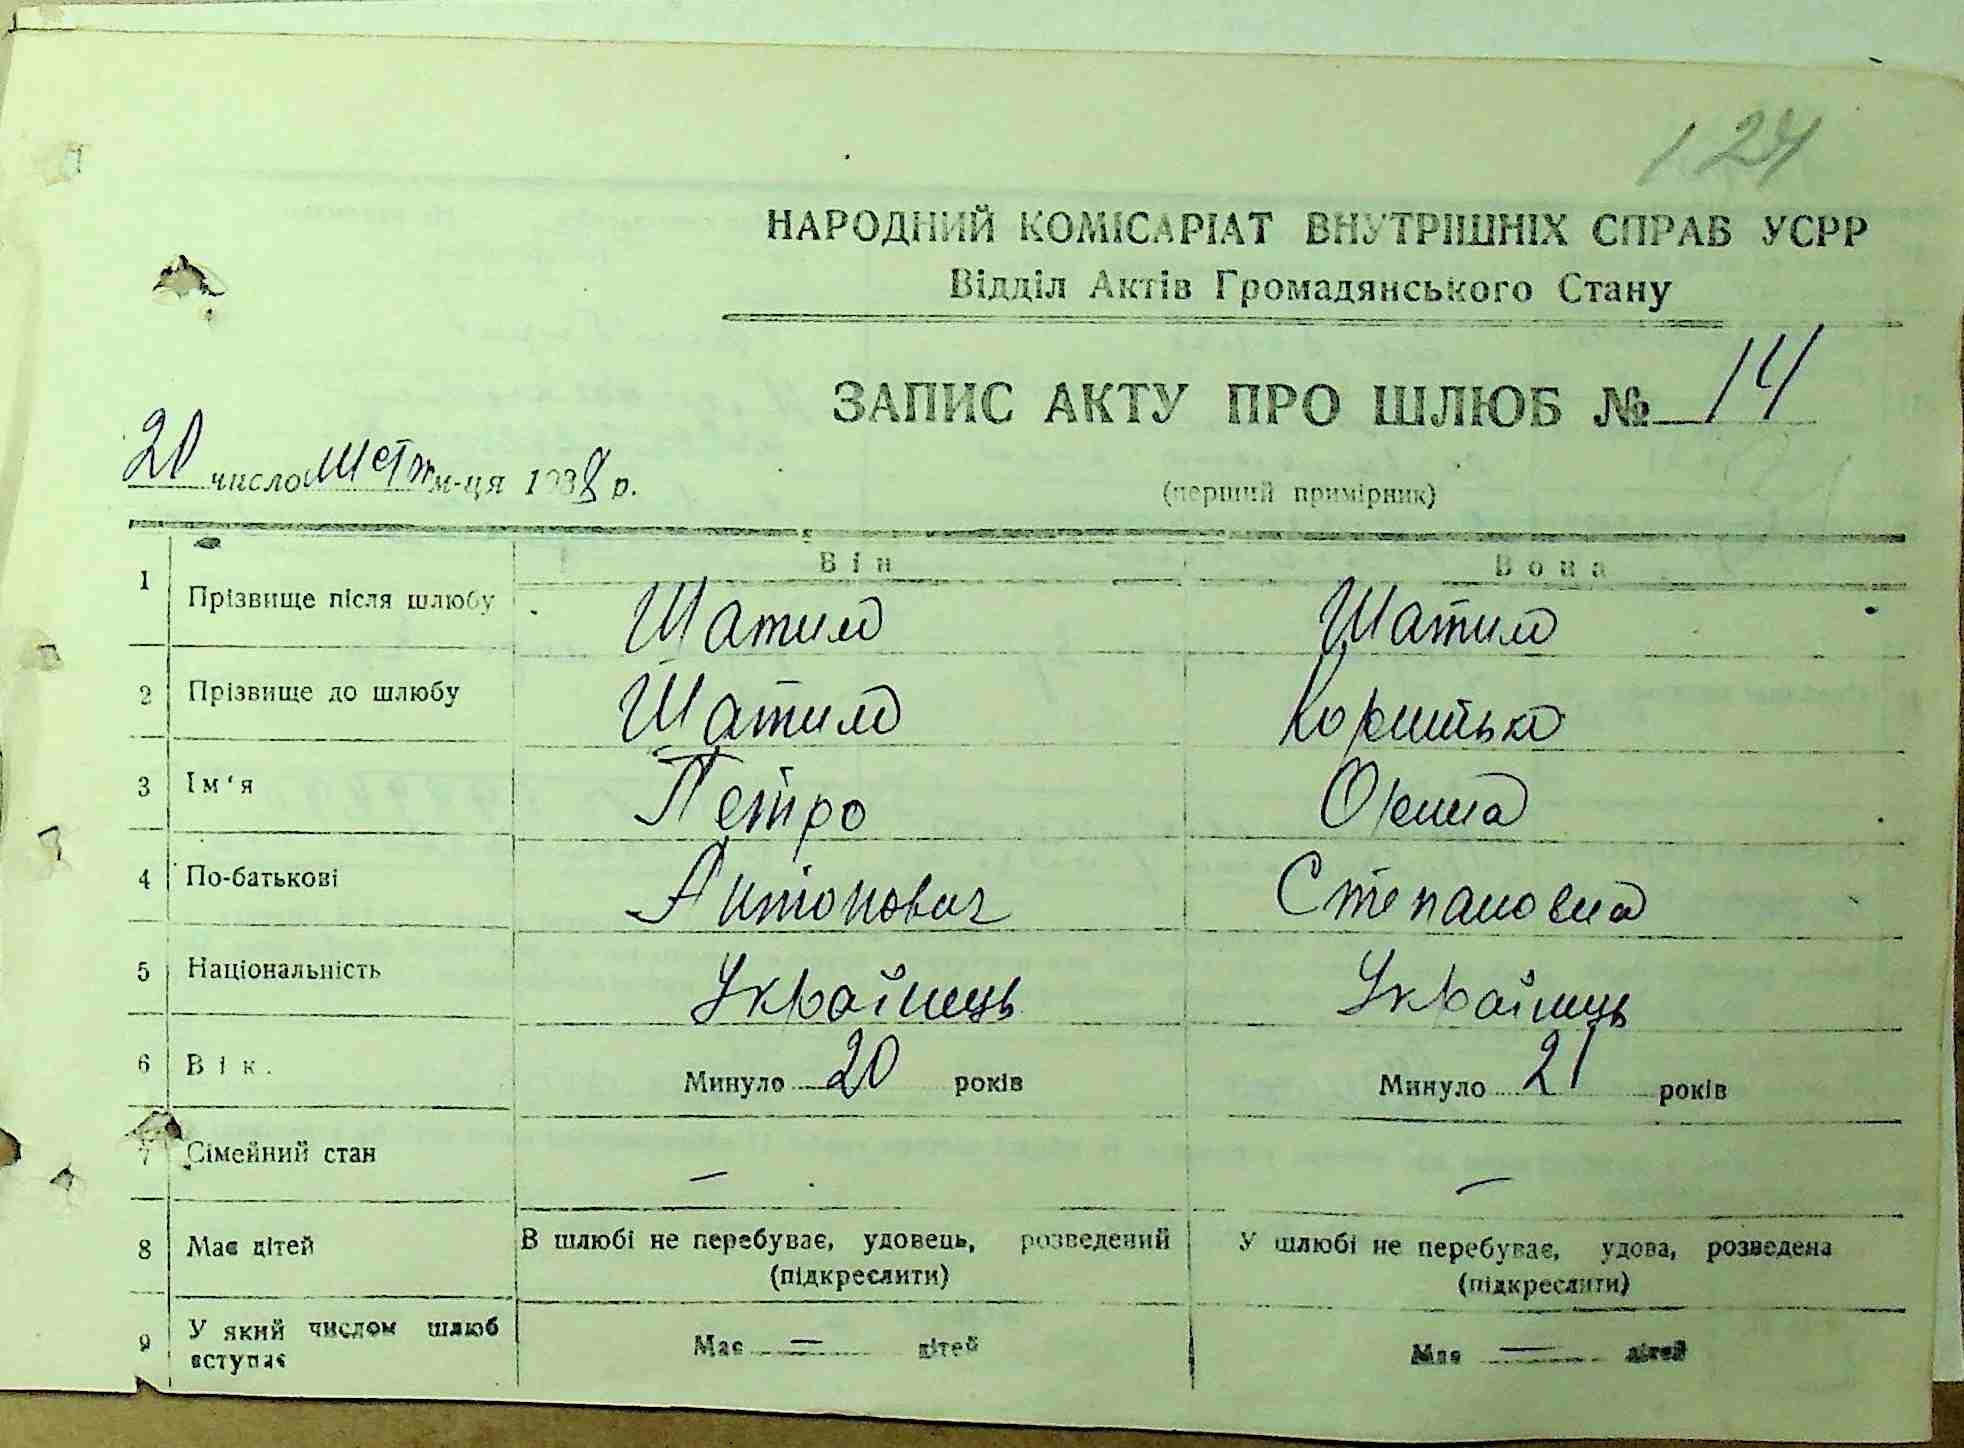 124
НАРОДНИЙ КОМІСАРІАТ ВНУТРІШНІХ СПРАВ УСРР
Відділ Актів Громадянського Стану
ЗАПИС АКТУ ПРО ШЛЮБ № 14
20 число м-ця 1938 р.
(перший примірник)
Він Вона
1 Прізвище після шлюбу Шатило Шатило
2 Прізвище до шлюбу Шатило
3 Ім‘я Петро Орина
4 По-батькові Антонович Степановна
5 Національність Українець Українець
6 Вік. Минуло 20 років Минуло 21 років
7 Сімейний стан — —
8 Має дітей В шлюбі не перебуває, удовець, розведений У шлюбі не перебуває, удова, розведена
(підкреслити) (підкреслити)
9 У який числом шлюб вступає Має — дітей Має — дітей